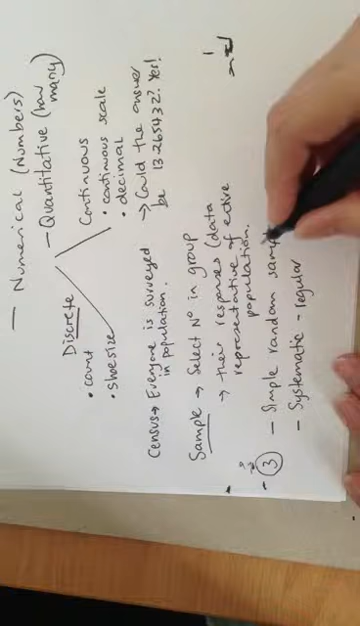 — Numerical (Numbers)
— Quantitative (how many)
Discrete
• count
• shoesize
Continuous
• continuous scale
• decimal
→ Could the answer
be 13.265432? Yes!
Census → Everyone is surveyed
in population.
Sample → Select Nº in group
→ their responses (data
representative of entire
population.
③ — Simple random samp
— Systematic - regular